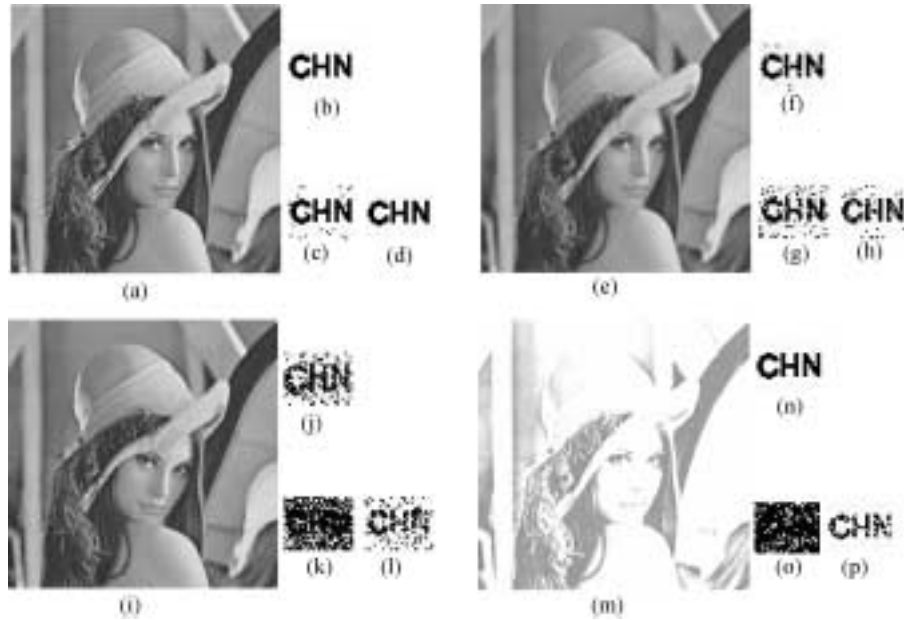 CHN
(b)
CHN
(f)
CHN CHN
(c) (d)
CHN CHN
(g) (h)
(a)
(e)
CHN
(j)
CHN
(n)
CHN
(k) (l)
CHN
(o) (p)
(i)
(m)